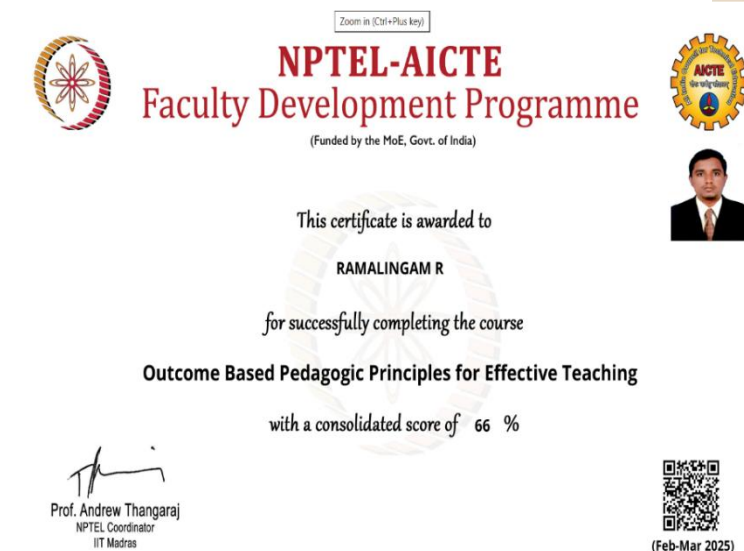 Zoom in (Ctrl+Plus key)
NPTEL-AICTE
Faculty Development Programme
(Funded by the MoE, Govt. of India)
AICTE
This certificate is awarded to
RAMALINGAM R
for successfully completing the course
Outcome Based Pedagogic Principles for Effective Teaching
with a consolidated score of 66 %
Prof. Andrew Thangaraj
NPTEL Coordinator
IIT Madras
(Feb-Mar 2025)